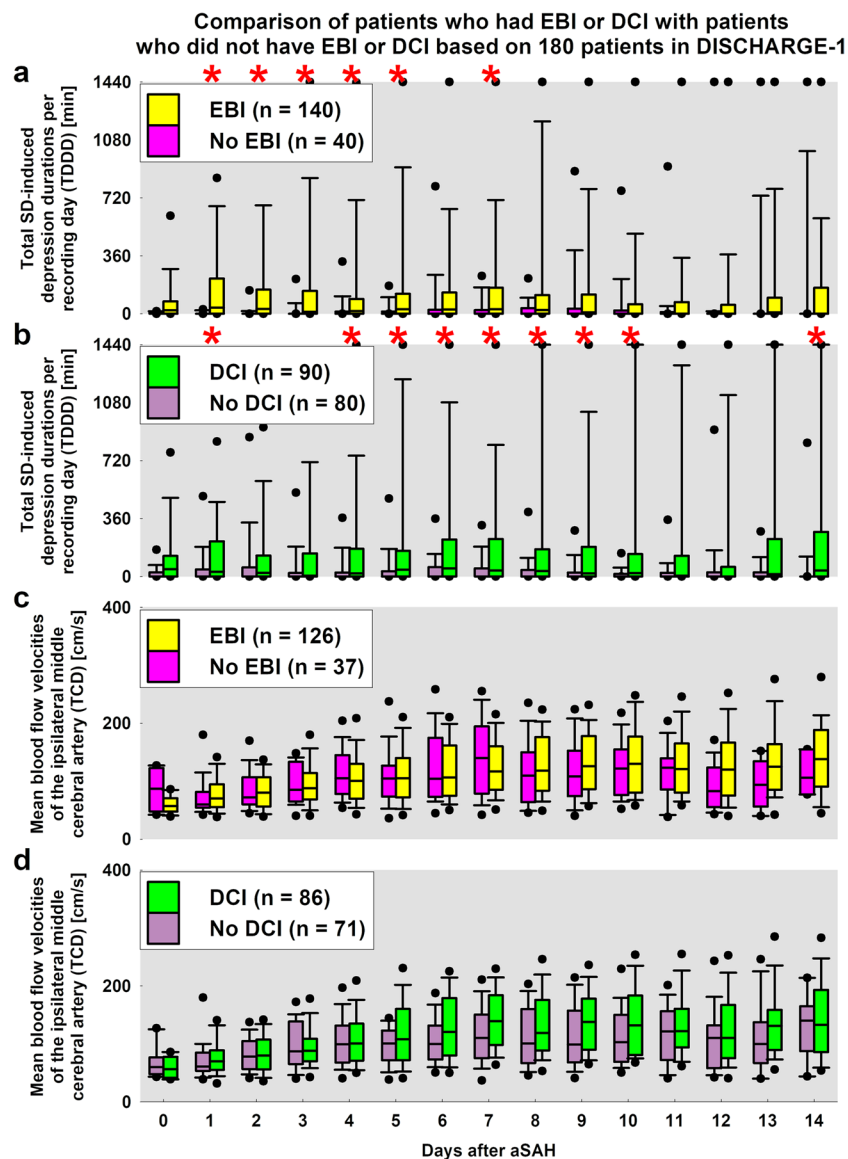 Comparison of patients who had EBI or DCI with patients
who did not have EBI or DCI based on 180 patients in DISCHARGE-1
a
* * * * * *
Total SD-induced
depression durations per
recording day (TDDD) [min]
1440
1080
720
360
0
EBI (n = 140)
No EBI (n = 40)
b
* * * * * * * * *
Total SD-induced
depression durations per
recording day (TDDD) [min]
1440
1080
720
360
0
DCI (n = 90)
No DCI (n = 80)
c
Mean blood flow velocities
of the ipsilateral middle
cerebral artery (TCD) [cm/s]
400
200
0
EBI (n = 126)
No EBI (n = 37)
d
Mean blood flow velocities
of the ipsilateral middle
cerebral artery (TCD) [cm/s]
400
200
0
DCI (n = 86)
No DCI (n = 71)
0 1 2 3 4 5 6 7 8 9 10 11 12 13 14
Days after aSAH